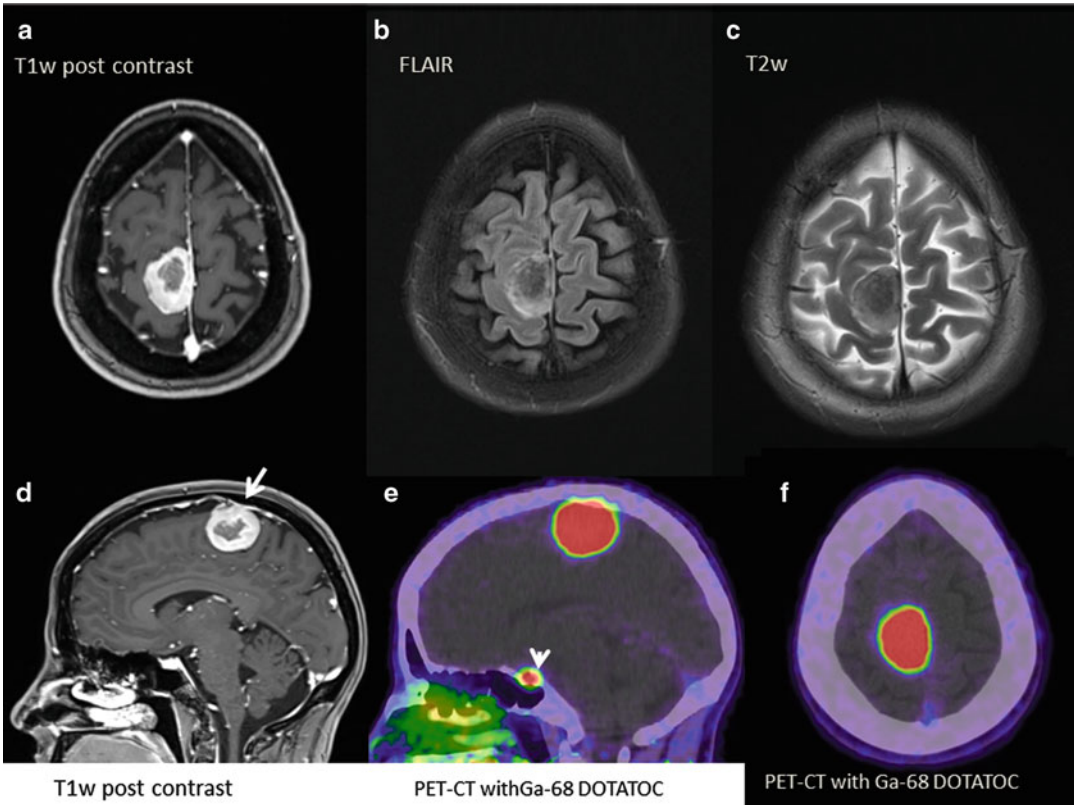 a
T1w post contrast
b
FLAIR
c
T2w
d
T1w post contrast
e
PET-CT withGa-68 DOTATOC
f
PET-CT with Ga-68 DOTATOC